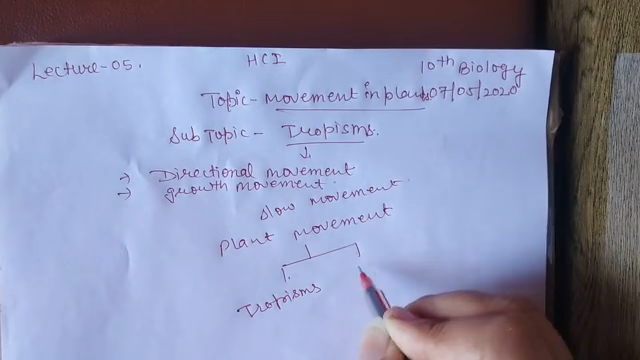 Lecture-05.
HCI
10th Biology
07/05/2020
Topic- Movement in plants
Sub Topic - Tropisms.
→ Directional movement
→ growth movement.
slow movement
plant movement
Tropisms